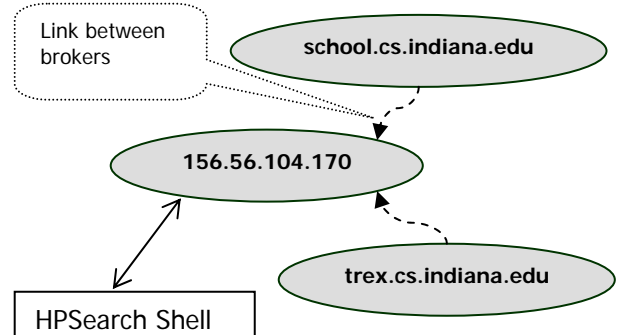 Link between
brokers
school.cs.indiana.edu
156.56.104.170
trex.cs.indiana.edu
HPSearch Shell